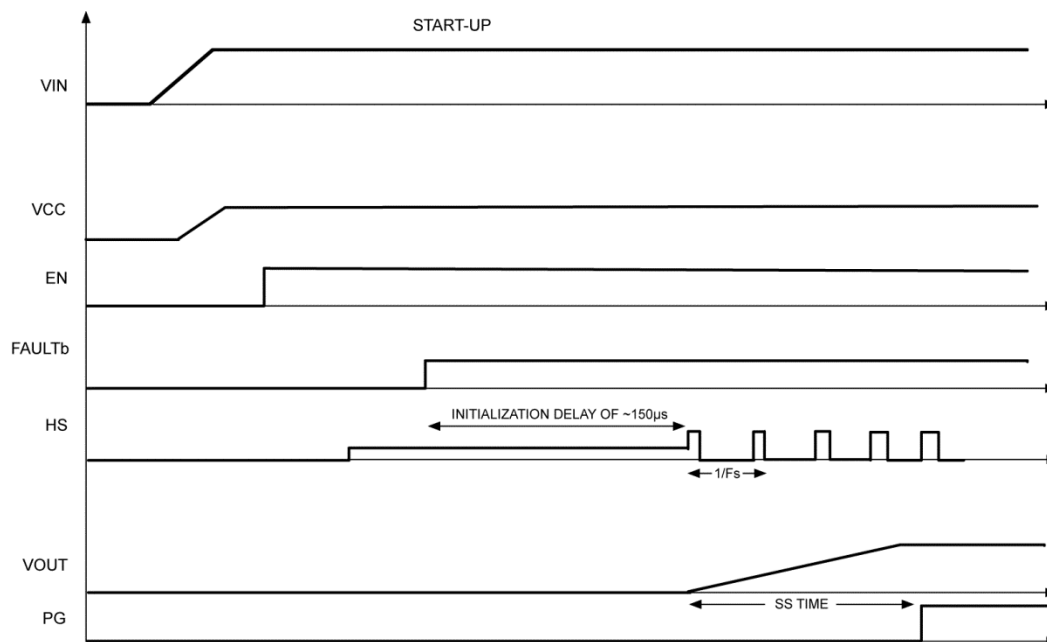 START-UP
VIN
VCC
EN
FAULTb
HS
INITIALIZATION DELAY OF ~150µs
1/Fs
VOUT
SS TIME
PG